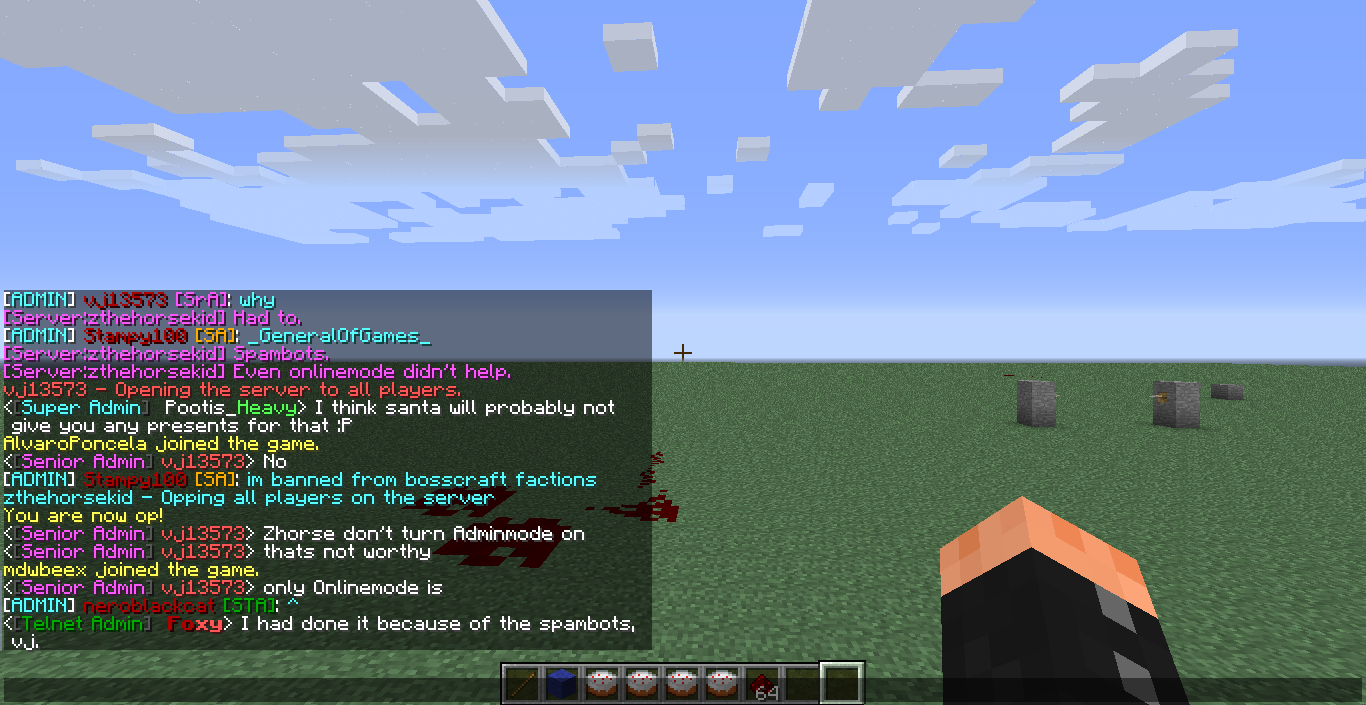 [ADMIN] vj13573 [SrA]: why
[Server:zthehorsekid] Had to.
[ADMIN] Stampy100 [SA]: _GeneralOfGames_
[Server:zthehorsekid] Spambots.
[Server:zthehorsekid] Even onlinemode didn't help.
vj13573 - Opening the server to all players.
<[Super Admin] Pootis_Heavy> I think santa will probably not
give you any presents for that :P
AlvaroPoncela joined the game.
<[Senior Admin] vj13573> No
[ADMIN] Stampy100 [SA]: im banned from bosscraft factions
zthehorsekid - Opping all players on the server
You are now op!
<[Senior Admin] vj13573> Zhorse don't turn Adminmode on
<[Senior Admin] vj13573> thats not worthy
mdwbeex joined the game.
<[Senior Admin] vj13573> only Onlinemode is
[ADMIN] neroblackcat [STA]: ^
<[Telnet Admin] Foxy> I had done it because of the spambots,
vj.
64